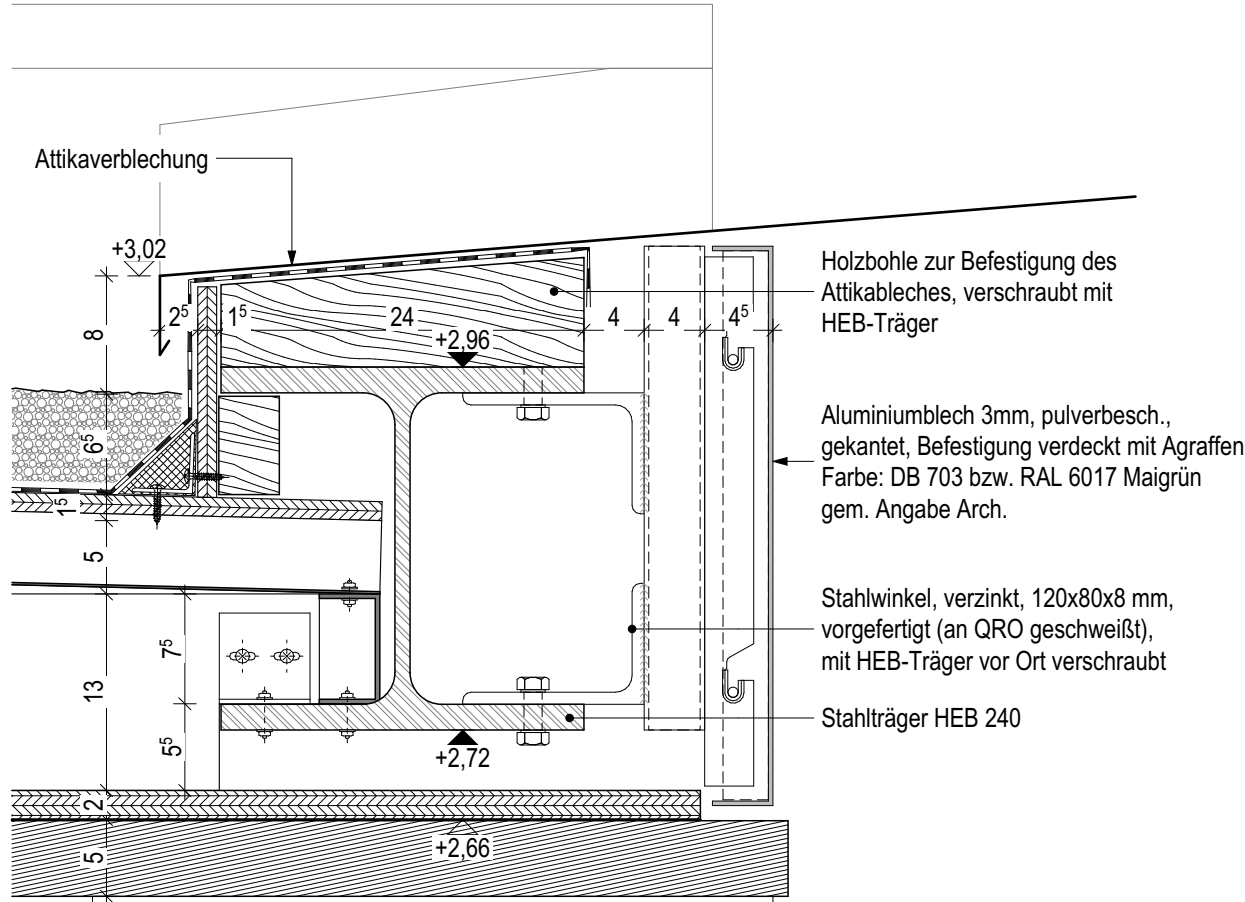 Attikaverblechung
+3,02
Holzbohle zur Befestigung des
Attikableches, verschraubt mit
HEB-Träger
2⁵ 1⁵ 24 4 4 4⁵
+2,96
8
Aluminiumblech 3mm, pulverbesch.,
gekantet, Befestigung verdeckt mit Agraffen
Farbe: DB 703 bzw. RAL 6017 Maigrün
gem. Angabe Arch.
6⁵
1⁵
5
Stahlwinkel, verzinkt, 120x80x8 mm,
vorgefertigt (an QRO geschweißt),
mit HEB-Träger vor Ort verschraubt
7⁵
13
Stahlträger HEB 240
5⁵
+2,72
2
+2,66
5